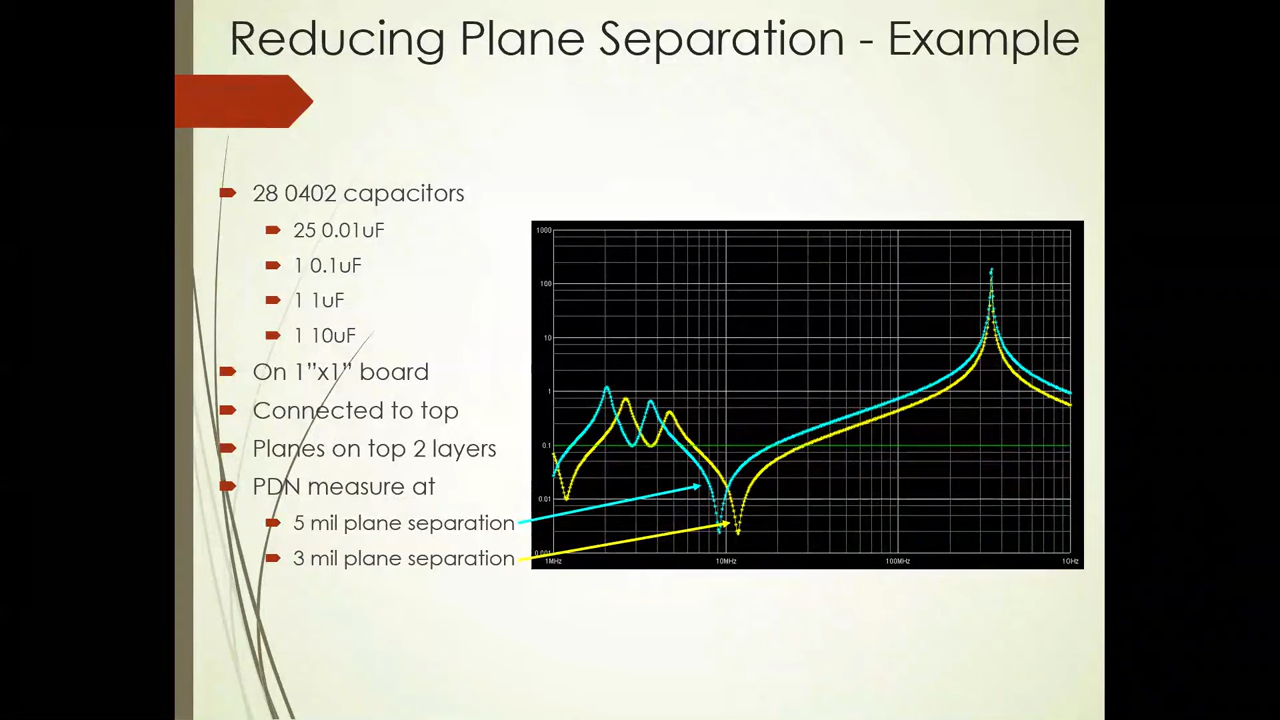 Reducing Plane Separation - Example
28 0402 capacitors
25 0.01uF
1 0.1uF
1 1uF
1 10uF
On 1”x1” board
Connected to top
Planes on top 2 layers
PDN measure at
5 mil plane separation
3 mil plane separation
1000
100
10
1
0.1
0.01
0.001
1MHz 10MHz 100MHz 1GHz